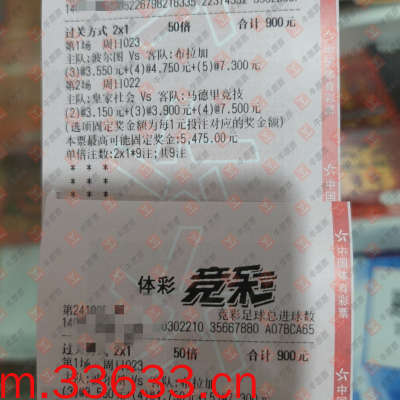 过关方式 2x1 50倍 合计 900元
第1场 周日023
主队:波尔图 Vs 客队:布拉加
(3)@3.550元+(4)@4.750元+(5)@7.300元
第2场 周日022
主队:皇家社会 Vs 客队:马德里竞技
(2)@3.150元+(3)@3.900元+(4)@7.500元
(选项固定奖金额为每1元投注对应的奖金额)
本票最高可能固定奖金:5,475.00元
单倍注数:2x1*9注;共9注
* * *
* * *
体彩 竞彩
竞彩足球总进球数
0302210 35667880 A07BCA65
2x1 50倍 合计 900元
第1场 周日023
m.33633.cn
中国体育彩票